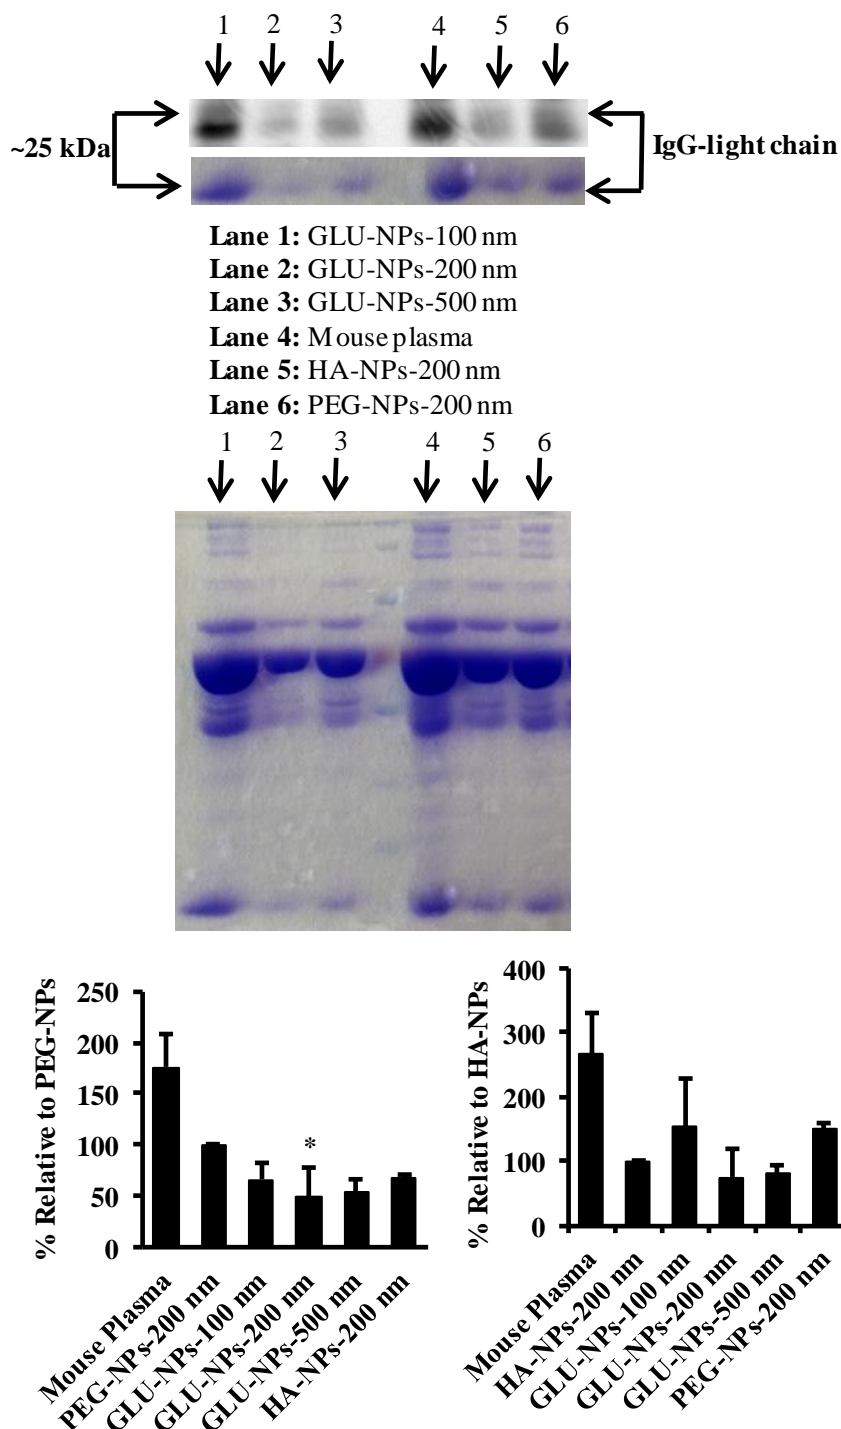 1 2 3 4 5 6
~25 kDa
IgG-light chain
Lane 1: GLU-NPs-100 nm
Lane 2: GLU-NPs-200 nm
Lane 3: GLU-NPs-500 nm
Lane 4: Mouse plasma
Lane 5: HA-NPs-200 nm
Lane 6: PEG-NPs-200 nm
1 2 3 4 5 6
% Relative to PEG-NPs
250
200
150
100
50
0
*
Mouse Plasma
PEG-NPs-200 nm
GLU-NPs-100 nm
GLU-NPs-200 nm
GLU-NPs-500 nm
HA-NPs-200 nm
% Relative to HA-NPs
400
300
200
100
0
Mouse Plasma
HA-NPs-200 nm
GLU-NPs-100 nm
GLU-NPs-200 nm
GLU-NPs-500 nm
PEG-NPs-200 nm